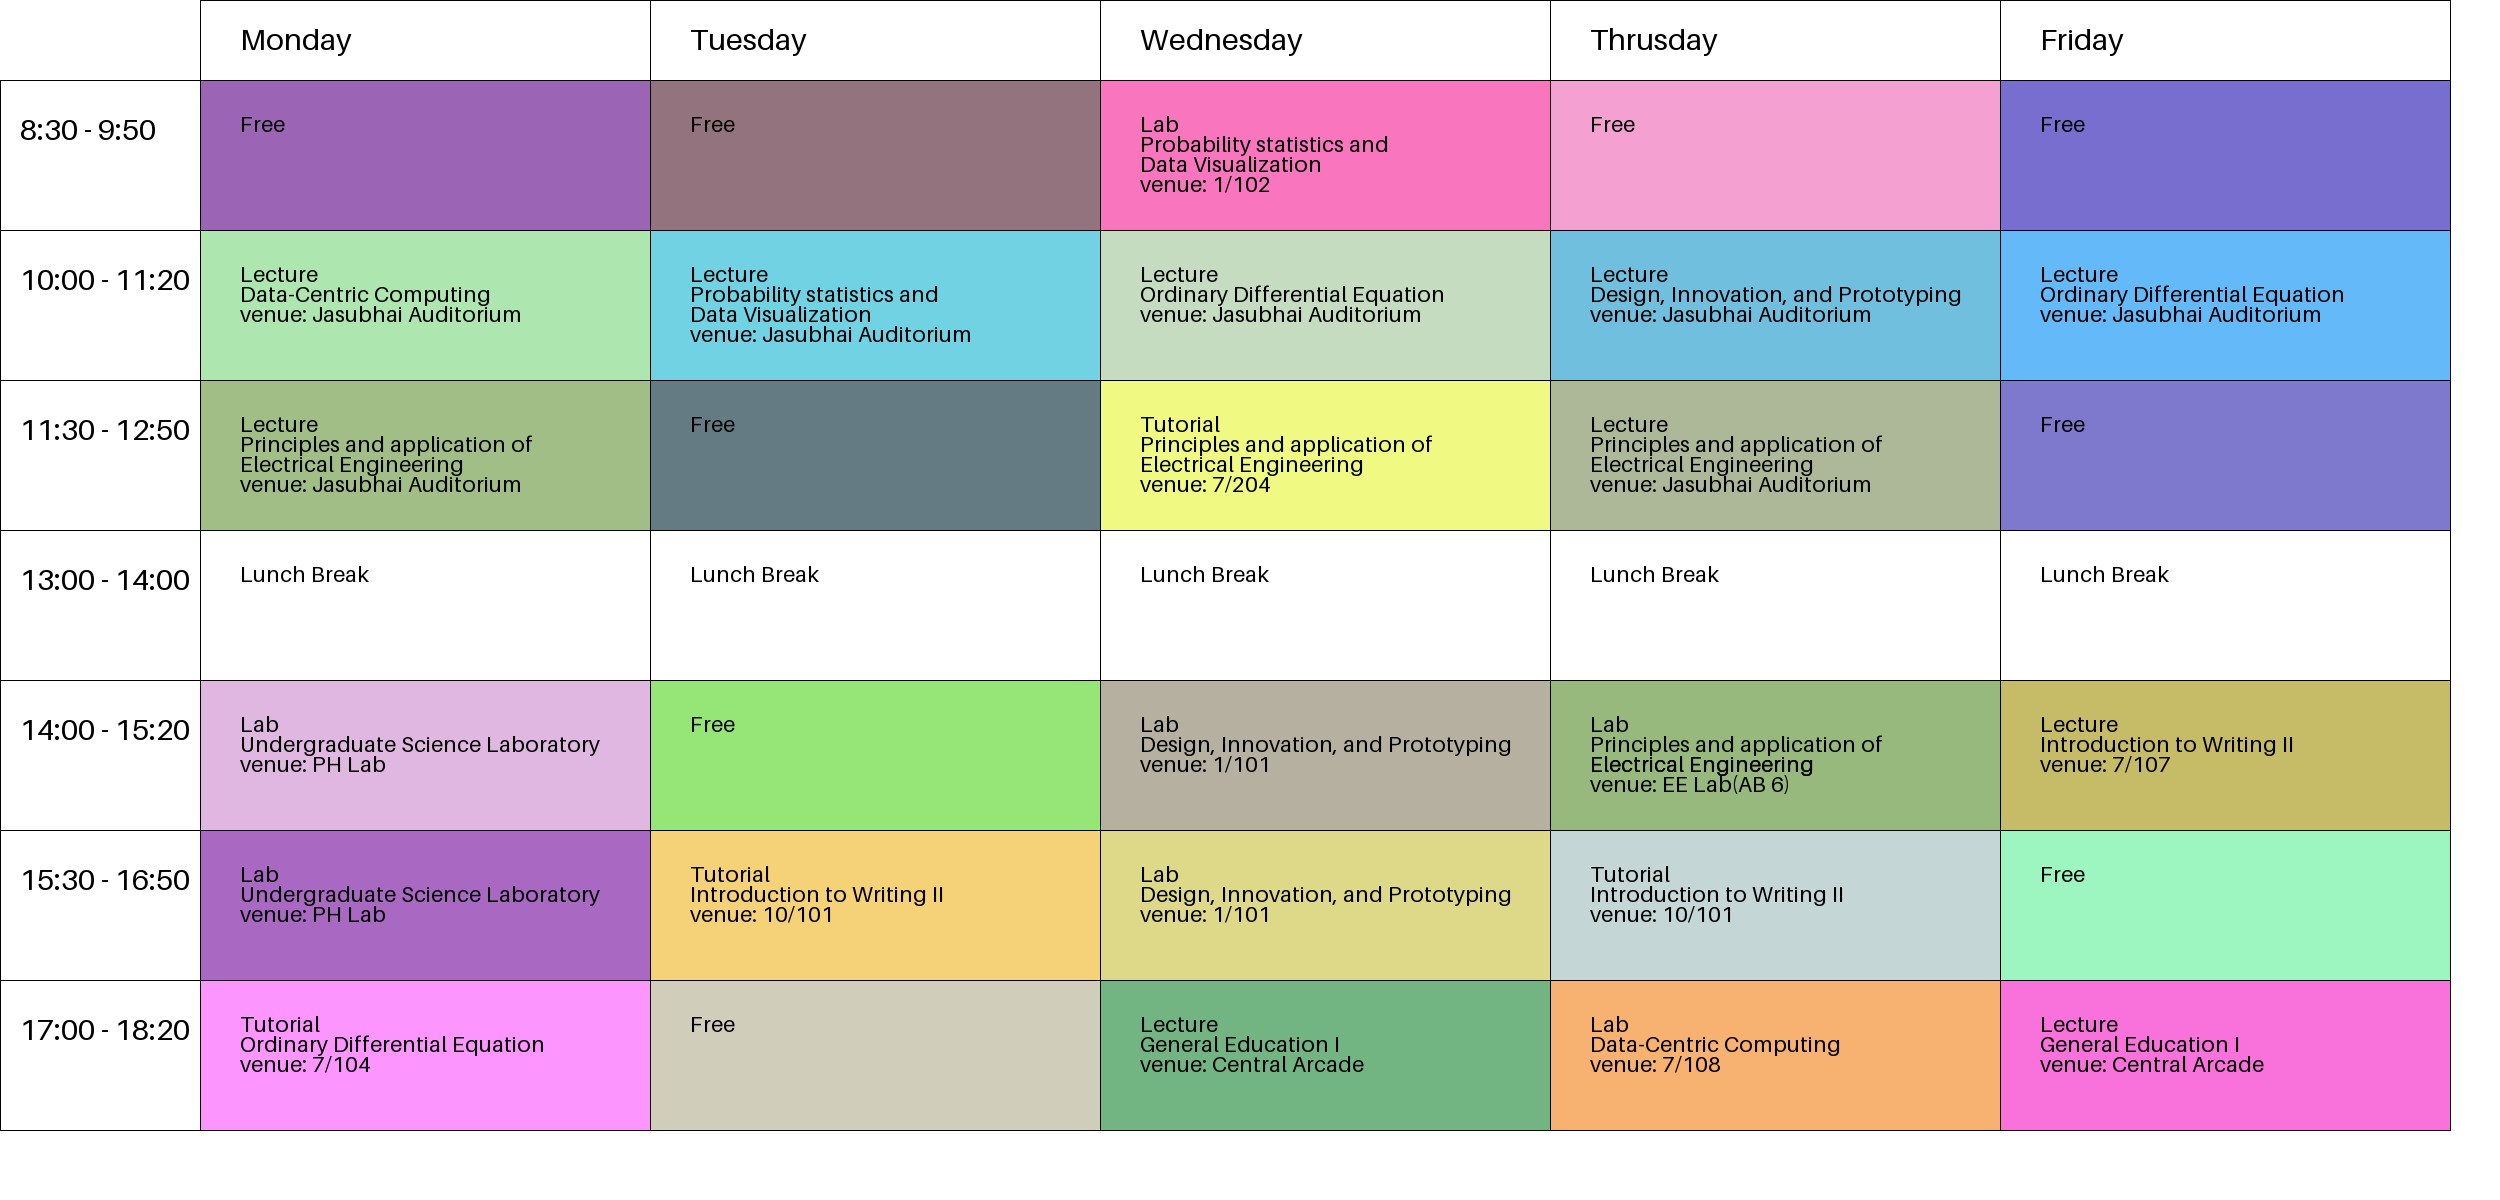 Monday
Tuesday
Wednesday
Thrusday
Friday
8:30 - 9:50
Free
Free
Lab
Probability statistics and
Data Visualization
venue: 1/102
Free
Free
10:00 - 11:20
Lecture
Data-Centric Computing
venue: Jasubhai Auditorium
Lecture
Probability statistics and
Data Visualization
venue: Jasubhai Auditorium
Lecture
Ordinary Differential Equation
venue: Jasubhai Auditorium
Lecture
Design, Innovation, and Prototyping
venue: Jasubhai Auditorium
Lecture
Ordinary Differential Equation
venue: Jasubhai Auditorium
11:30 - 12:50
Lecture
Principles and application of
Electrical Engineering
venue: Jasubhai Auditorium
Free
Tutorial
Principles and application of
Electrical Engineering
venue: 7/204
Lecture
Principles and application of
Electrical Engineering
venue: Jasubhai Auditorium
Free
13:00 - 14:00
Lunch Break
Lunch Break
Lunch Break
Lunch Break
Lunch Break
14:00 - 15:20
Lab
Undergraduate Science Laboratory
venue: PH Lab
Free
Lab
Design, Innovation, and Prototyping
venue: 1/101
Lab
Principles and application of
Electrical Engineering
venue: EE Lab(AB 6)
Lecture
Introduction to Writing II
venue: 7/107
15:30 - 16:50
Lab
Undergraduate Science Laboratory
venue: PH Lab
Tutorial
Introduction to Writing II
venue: 10/101
Lab
Design, Innovation, and Prototyping
venue: 1/101
Tutorial
Introduction to Writing II
venue: 10/101
Free
17:00 - 18:20
Tutorial
Ordinary Differential Equation
venue: 7/104
Free
Lecture
General Education I
venue: Central Arcade
Lab
Data-Centric Computing
venue: 7/108
Lecture
General Education I
venue: Central Arcade